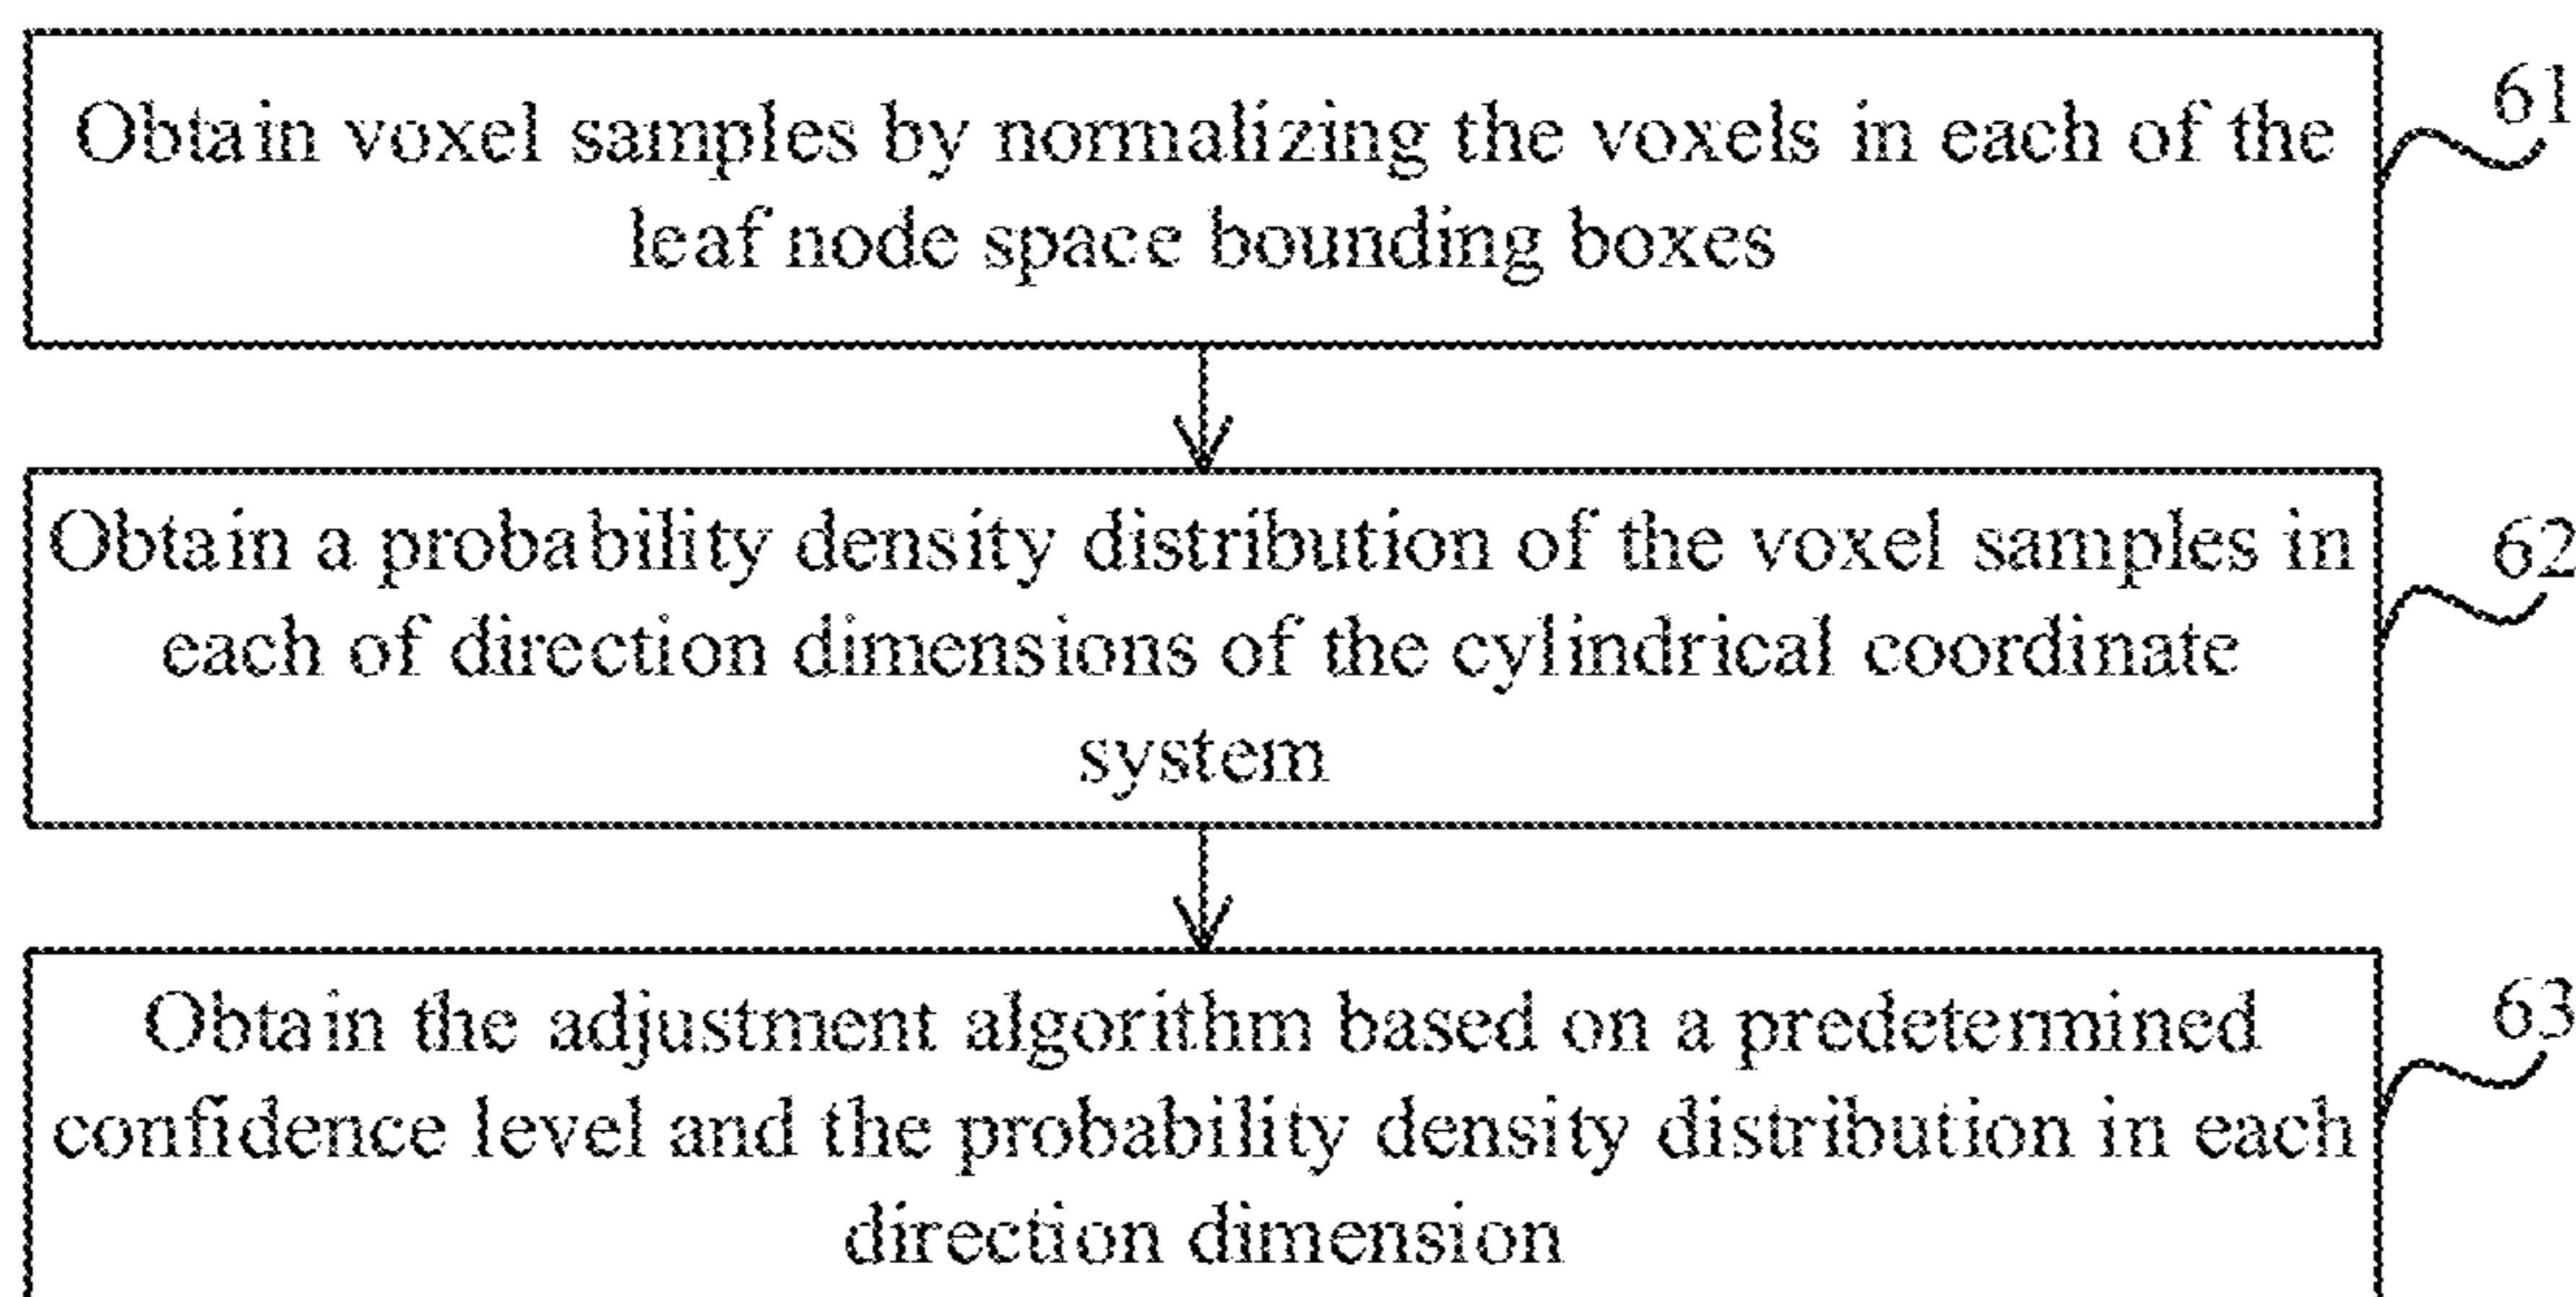 Obtain voxel samples by normalizing the voxels in each of the
leaf node space bounding boxes
61
Obtain a probability density distribution of the voxel samples in
each of direction dimensions of the cylindrical coordinate
system
62
Obtain the adjustment algorithm based on a predetermined
confidence level and the probability density distribution in each
direction dimension
63